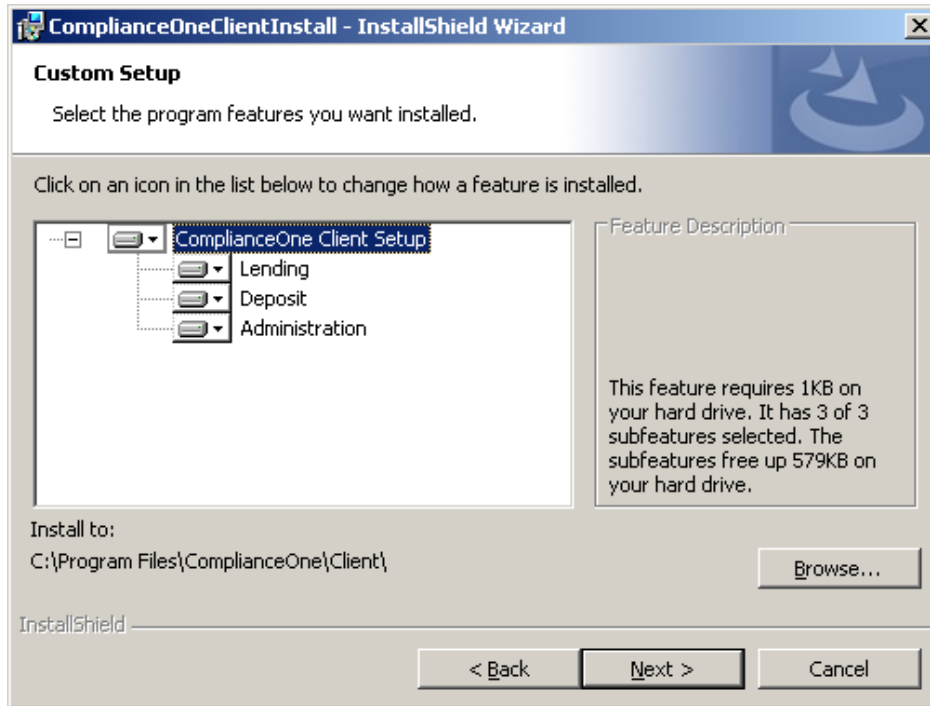 ComplianceOneClientInstall - InstallShield Wizard
Custom Setup
Select the program features you want installed.
Click on an icon in the list below to change how a feature is installed.
ComplianceOne Client Setup
Lending
Deposit
Administration
Feature Description
This feature requires 1KB on
your hard drive. It has 3 of 3
subfeatures selected. The
subfeatures free up 579KB on
your hard drive.
Install to:
C:\Program Files\ComplianceOne\Client\
Browse...
InstallShield
< Back
Next >
Cancel